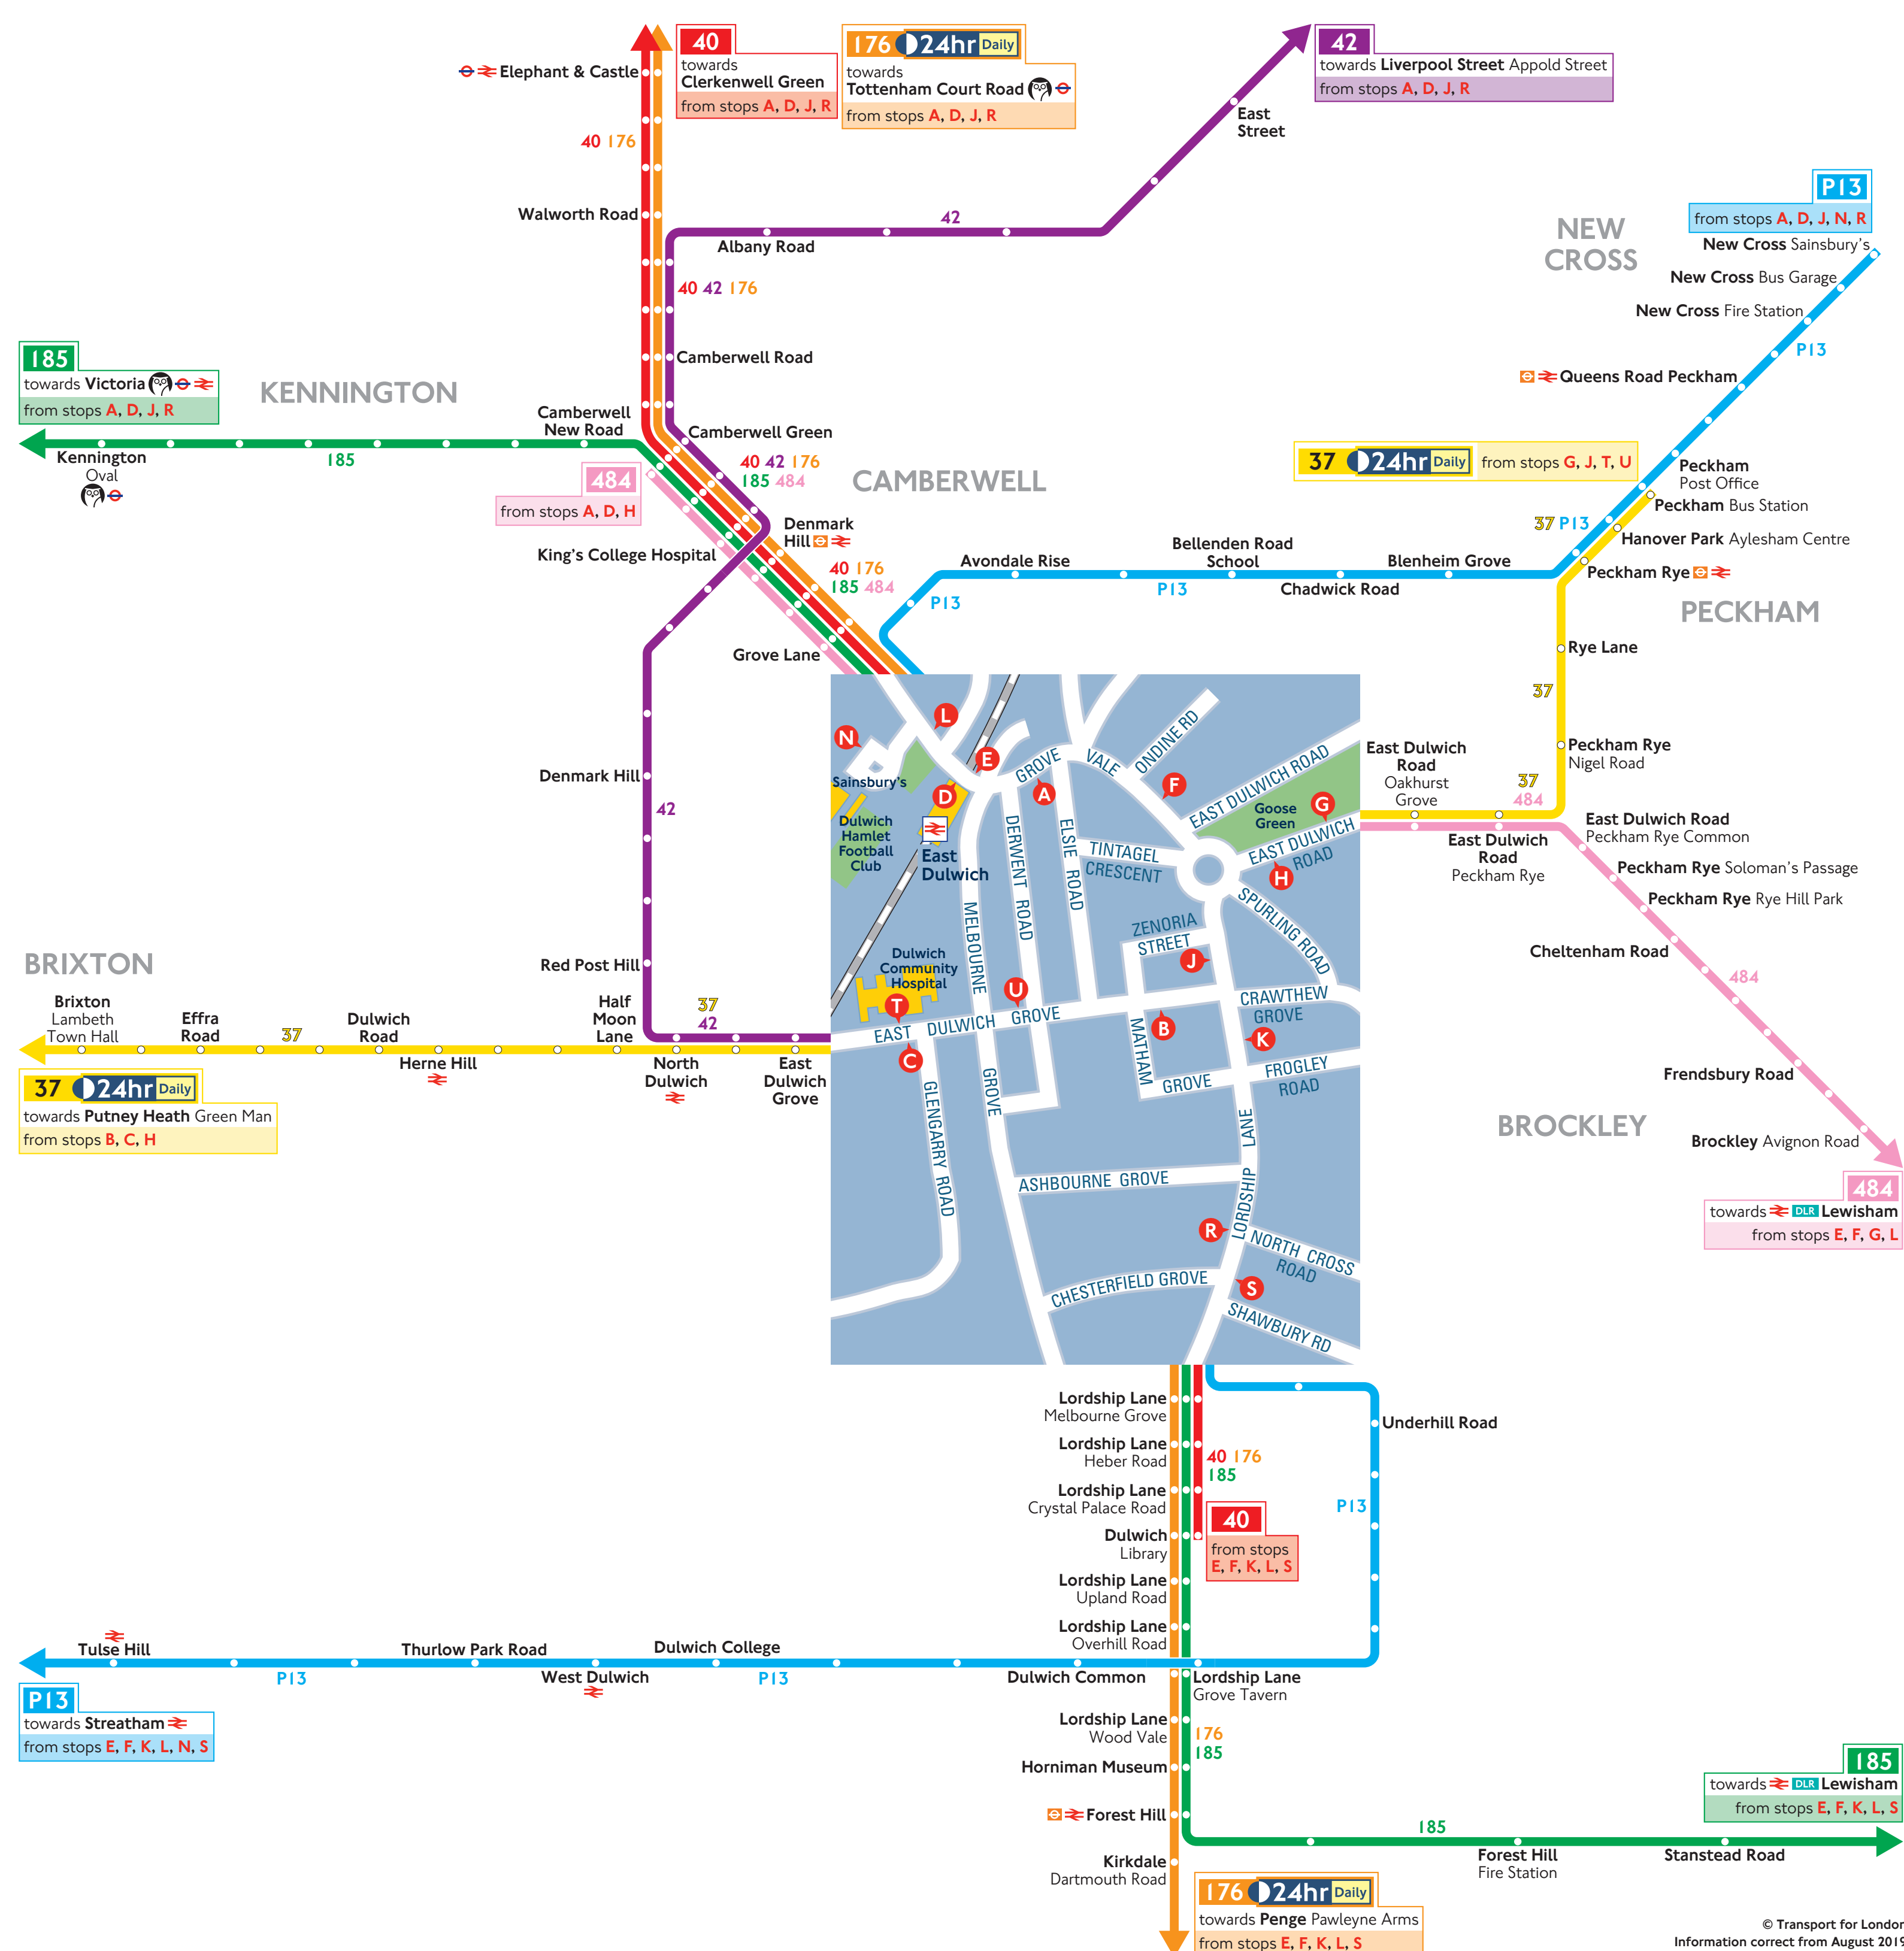 40
towards
Clerkenwell Green
from stops A, D, J, R
176 24hr Daily
towards
Tottenham Court Road
from stops A, D, J, R
42
towards Liverpool Street Appold Street
from stops A, D, J, R
Elephant & Castle
40 176
Walworth Road
East
Street
42
Albany Road
40 42 176
Camberwell Road
P13
from stops A, D, J, N, R
NEW
CROSS
New Cross Sainsbury's
New Cross Bus Garage
New Cross Fire Station
P13
Queens Road Peckham
185
towards Victoria
from stops A, D, J, R
KENNINGTON
Camberwell
New Road
Kennington
Oval
185
Camberwell Green
40 42 176
185 484
CAMBERWELL
484
from stops A, D, H
37 24hr Daily from stops G, J, T, U
Peckham
Post Office
Peckham Bus Station
37 P13
Hanover Park Aylesham Centre
Peckham Rye
PECKHAM
Denmark
Hill
King's College Hospital
40 176
185 484
Avondale Rise
Bellenden Road
School
Blenheim Grove
P13
P13
Chadwick Road
Grove Lane
Rye Lane
37
Peckham Rye
Nigel Road
East Dulwich
Road
Oakhurst
Grove
37
484
East Dulwich
Road
Peckham Rye
East Dulwich Road
Peckham Rye Common
Peckham Rye Soloman's Passage
Peckham Rye Rye Hill Park
Cheltenham Road
484
Frendsbury Road
BROCKLEY
Brockley Avignon Road
484
towards DLR Lewisham
from stops E, F, G, L
Denmark Hill
42
Red Post Hill
BRIXTON
Brixton
Lambeth
Town Hall
Effra
Road
37
Dulwich
Road
Herne Hill
Half
Moon
Lane
37
42
North
Dulwich
East
Dulwich
Grove
37 24hr Daily
towards Putney Heath Green Man
from stops B, C, H
L
N
E
D
A
F
G
H
J
U
T
B
K
C
R
S
Sainsbury's
Dulwich
Hamlet
Football
Club
East
Dulwich
Dulwich
Community
Hospital
GROVE VALE
ONDINE RD
EAST DULWICH ROAD
Goose
Green
EAST DULWICH
ROAD
DERWENT ROAD
ELSIE ROAD
TINTAGEL
CRESCENT
SPURLING ROAD
ZENORIA
STREET
MELBOURNE
GROVE
EAST DULWICH GROVE
CRAWTHEW
GROVE
MATHAM
GROVE
FROGLEY
ROAD
GLENGARRY ROAD
LORDSHIP LANE
ASHBOURNE GROVE
NORTH CROSS
ROAD
CHESTERFIELD GROVE
SHAWBURY RD
Lordship Lane
Melbourne Grove
Lordship Lane
Heber Road
40 176
185
Lordship Lane
Crystal Palace Road
Dulwich
Library
40
from stops
E, F, K, L, S
Underhill Road
P13
Lordship Lane
Upland Road
Lordship Lane
Overhill Road
Tulse Hill
P13
Thurlow Park Road
West Dulwich
Dulwich College
P13
Dulwich Common
Lordship Lane
Grove Tavern
P13
towards Streatham
from stops E, F, K, L, N, S
Lordship Lane
Wood Vale
176
185
Horniman Museum
Forest Hill
Kirkdale
Dartmouth Road
185
Forest Hill
Fire Station
Stanstead Road
185
towards DLR Lewisham
from stops E, F, K, L, S
176 24hr Daily
towards Penge Pawleyne Arms
from stops E, F, K, L, S
© Transport for London
Information correct from August 2019